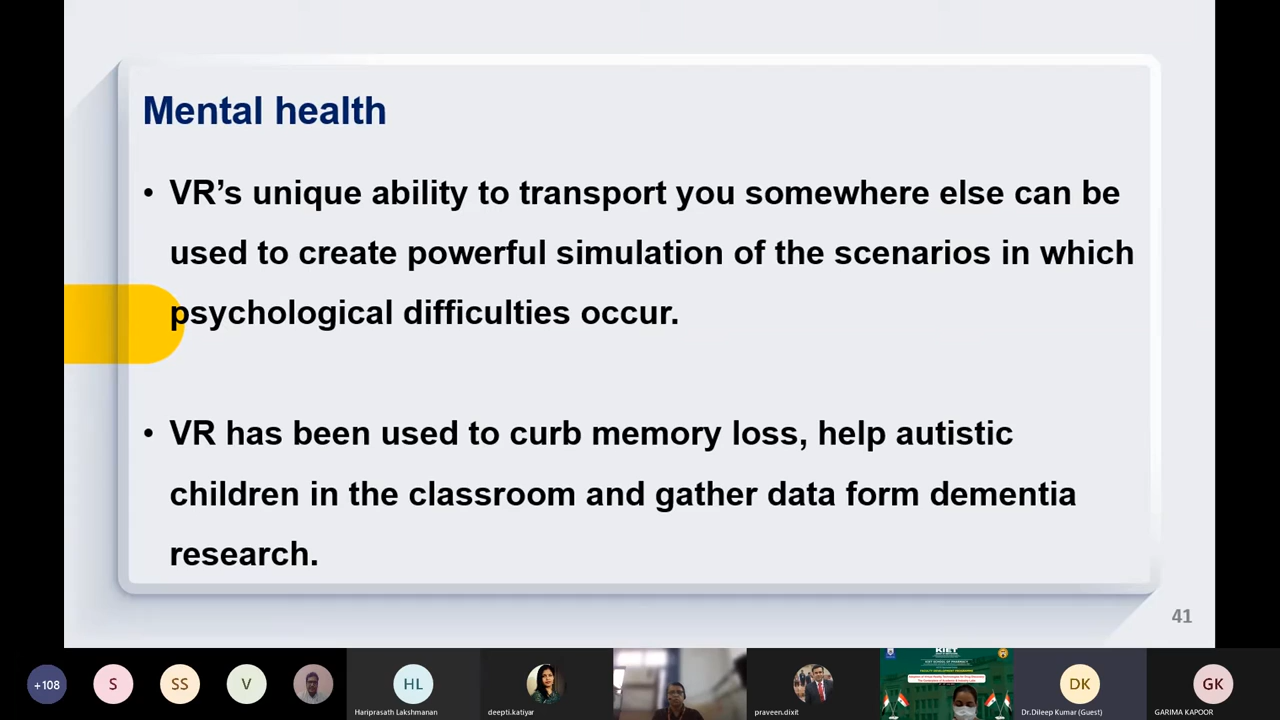 Mental health
• VR’s unique ability to transport you somewhere else can be
used to create powerful simulation of the scenarios in which
psychological difficulties occur.
• VR has been used to curb memory loss, help autistic
children in the classroom and gather data form dementia
research.
41
+108
S
SS
V
HL
Hariprasath Lakshmanan
deepti.katiyar
praveen.dixit
KIET
DK
Dr.Dileep Kumar (Guest)
GK
GARIMA KAPOOR